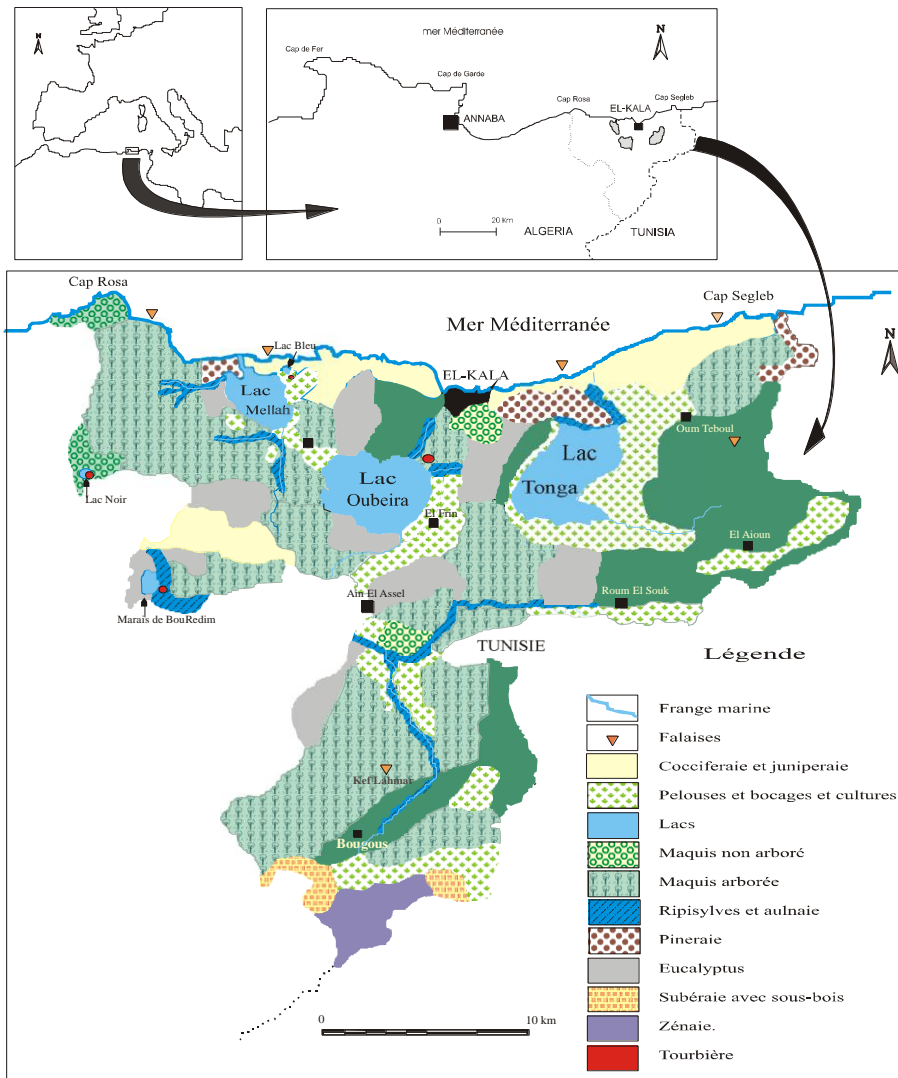 N
mer Méditerranée
N
Cap de Fer
Cap de Garde
Cap Rosa
Cap Segleb
EL-KALA
ANNABA
0 20 km
ALGERIA TUNISIA
Cap Rosa
Cap Segleb
Mer Méditerranée
N
Lac Bleu
EL-KALA
Lac
Mellah
Oum Teboul
Lac
Tonga
Lac
Oubeira
Lac Noir
El Frin
El Aioun
Ain El Assel
Roum El Souk
Marais de BouRedim
TUNISIE
Légende
Frange marine
Falaises
Cocciferaie et juniperaie
Pelouses et bocages et cultures
Lacs
Maquis non arboré
Maquis arborée
Ripisylves et aulnaie
Pineraie
Eucalyptus
Subéraie avec sous-bois
Zénaie.
Tourbière
Kef Lahmar
Bougous
0 10 km